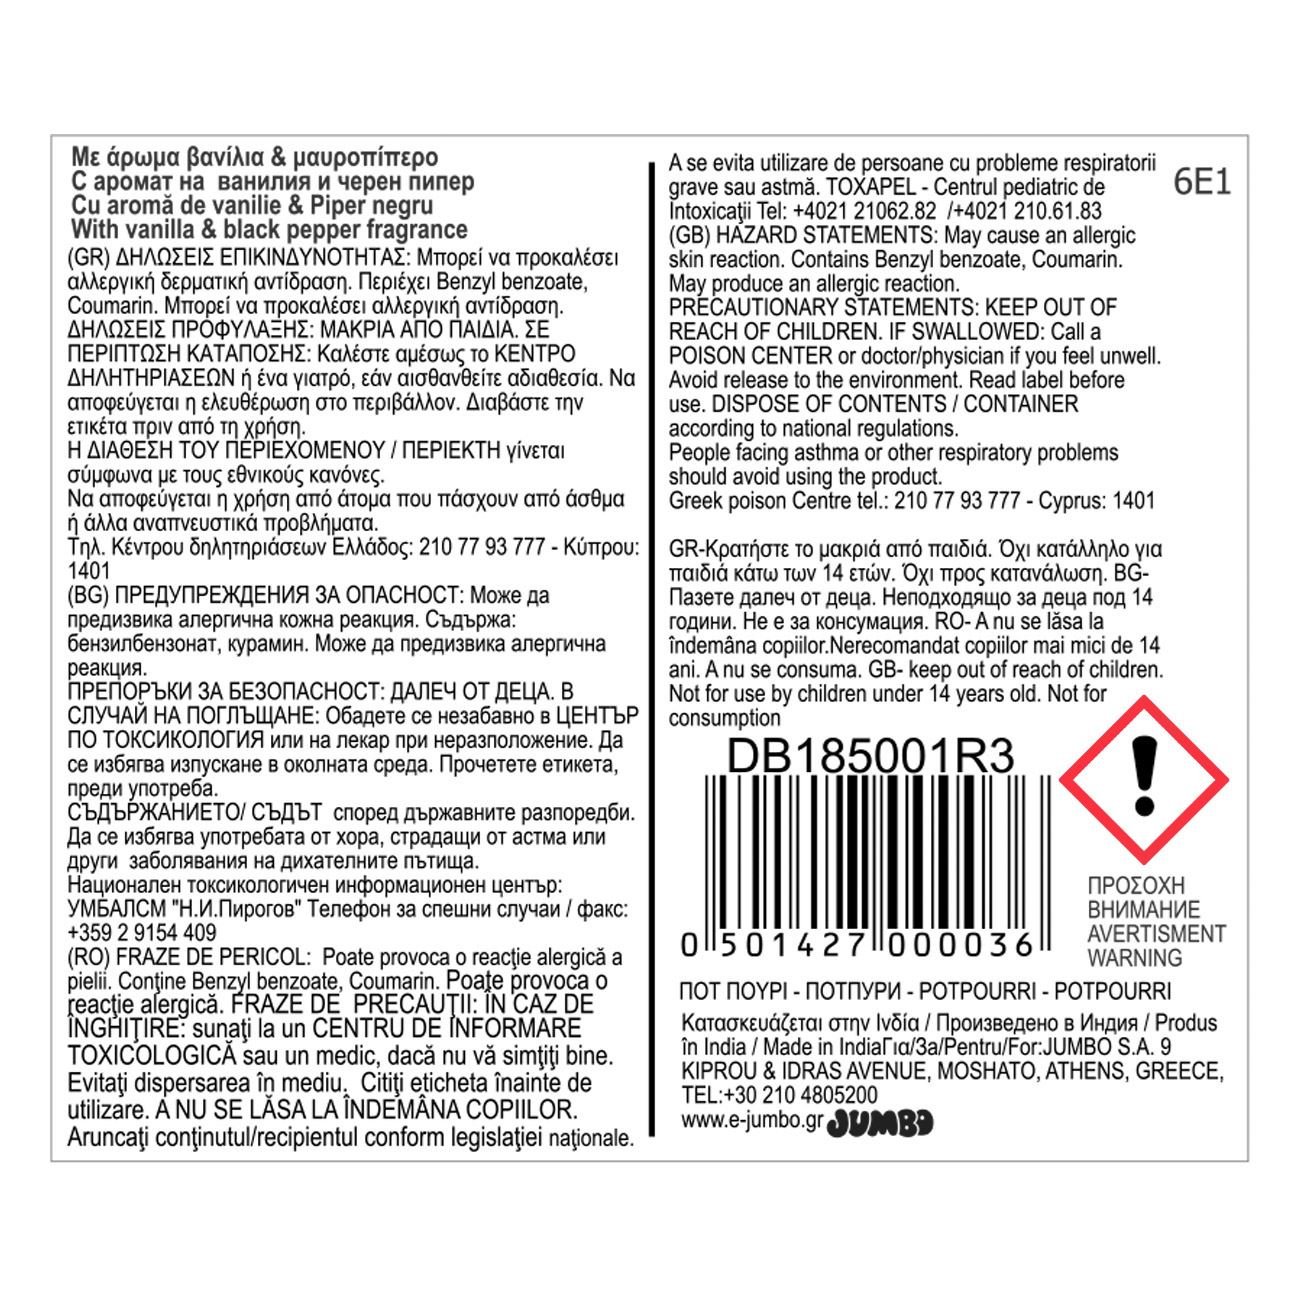 Με άρωμα βανίλια & μαυροπίπερο
С аромат на ванилия и черен пипер
Cu aromă de vanilie & Piper negru
With vanilla & black pepper fragrance
(GR) ΔΗΛΩΣΕΙΣ ΕΠΙΚΙΝΔΥΝΟΤΗΤΑΣ: Μπορεί να προκαλέσει
αλλεργική δερματική αντίδραση. Περιέχει Benzyl benzoate,
Coumarin. Μπορεί να προκαλέσει αλλεργική αντίδραση.
ΔΗΛΩΣΕΙΣ ΠΡΟΦΥΛΑΞΗΣ: ΜΑΚΡΙΑ ΑΠΟ ΠΑΙΔΙΑ. ΣΕ
ΠΕΡΙΠΤΩΣΗ ΚΑΤΑΠΟΣΗΣ: Καλέστε αμέσως το ΚΕΝΤΡΟ
ΔΗΛΗΤΗΡΙΑΣΕΩΝ ή ένα γιατρό, εάν αισθανθείτε αδιαθεσία. Να
αποφεύγεται η ελευθέρωση στο περιβάλλον. Διαβάστε την
ετικέτα πριν από τη χρήση.
Η ΔΙΑΘΕΣΗ ΤΟΥ ΠΕΡΙΕΧΟΜΕΝΟΥ / ΠΕΡΙΕΚΤΗ γίνεται
σύμφωνα με τους εθνικούς κανόνες.
Να αποφεύγεται η χρήση από άτομα που πάσχουν από άσθμα
ή άλλα αναπνευστικά προβλήματα.
Τηλ. Κέντρου δηλητηριάσεων Ελλάδος: 210 77 93 777 - Κύπρου:
1401
(BG) ПРЕДУПРЕЖДЕНИЯ ЗА ОПАСНОСТ: Може да
предизвика алергична кожна реакция. Съдържа:
бензилбензонат, курамин. Може да предизвика алергична
реакция.
ПРЕПОРЪКИ ЗА БЕЗОПАСНОСТ: ДАЛЕЧ ОТ ДЕЦА. В
СЛУЧАЙ НА ПОГЛЪЩАНЕ: Обадете се незабавно в ЦЕНТЪР
ПО ТОКСИКОЛОГИЯ или на лекар при неразположение. Да
се избягва изпускане в околната среда. Прочетете етикета,
преди употреба.
СЪДЪРЖАНИЕТО/ СЪДЪТ според държавните разпоредби.
Да се избягва употребата от хора, страдащи от астма или
други заболявания на дихателните пътища.
Национален токсикологичен информационен център:
УМБАЛСМ "Н.И.Пирогов" Телефон за спешни случаи / факс:
+359 2 9154 409
(RO) FRAZE DE PERICOL: Poate provoca o reacţie alergică a
pielii. Conţine Benzyl benzoate, Coumarin. Poate provoca o
reacţie alergică. FRAZE DE PRECAUŢII: ÎN CAZ DE
ÎNGHIŢIRE: sunaţi la un CENTRU DE INFORMARE
TOXICOLOGICĂ sau un medic, dacă nu vă simţiţi bine.
Evitaţi dispersarea în mediu. Citiţi eticheta înainte de
utilizare. A NU SE LĂSA LA ÎNDEMÂNA COPIILOR.
Aruncaţi conţinutul/recipientul conform legislaţiei naţionale.
A se evita utilizare de persoane cu probleme respiratorii
grave sau astmă. TOXAPEL - Centrul pediatric de
Intoxicaţii Tel: +4021 21062.82 /+4021 210.61.83
(GB) HAZARD STATEMENTS: May cause an allergic
skin reaction. Contains Benzyl benzoate, Coumarin.
May produce an allergic reaction.
PRECAUTIONARY STATEMENTS: KEEP OUT OF
REACH OF CHILDREN. IF SWALLOWED: Call a
POISON CENTER or doctor/physician if you feel unwell.
Avoid release to the environment. Read label before
use. DISPOSE OF CONTENTS / CONTAINER
according to national regulations.
People facing asthma or other respiratory problems
should avoid using the product.
Greek poison Centre tel.: 210 77 93 777 - Cyprus: 1401
6E1
GR-Κρατήστε το μακριά από παιδιά. Όχι κατάλληλο για
παιδιά κάτω των 14 ετών. Όχι προς κατανάλωση. BG-
Пазете далеч от деца. Неподходящо за деца под 14
години. Не е за консумация. RO- A nu se lăsa la
îndemâna copiilor.Nerecomandat copiilor mai mici de 14
ani. A nu se consuma. GB- keep out of reach of children.
Not for use by children under 14 years old. Not for
consumption
DB185001R3
0 501427 000036
ΠΡΟΣΟΧΗ
ВНИМАНИЕ
AVERTISMENT
WARNING
ΠΟΤ ΠΟΥΡΙ - ПОТПУРИ - POTPOURRI - POTPOURRI
Κατασκευάζεται στην Ινδία / Произведено в Индия / Produs
în India / Made in IndiaΓια/За/Pentru/For:JUMBO S.A. 9
KIPROU & IDRAS AVENUE, MOSHATO, ATHENS, GREECE,
TEL:+30 210 4805200
www.e-jumbo.gr JUMBO